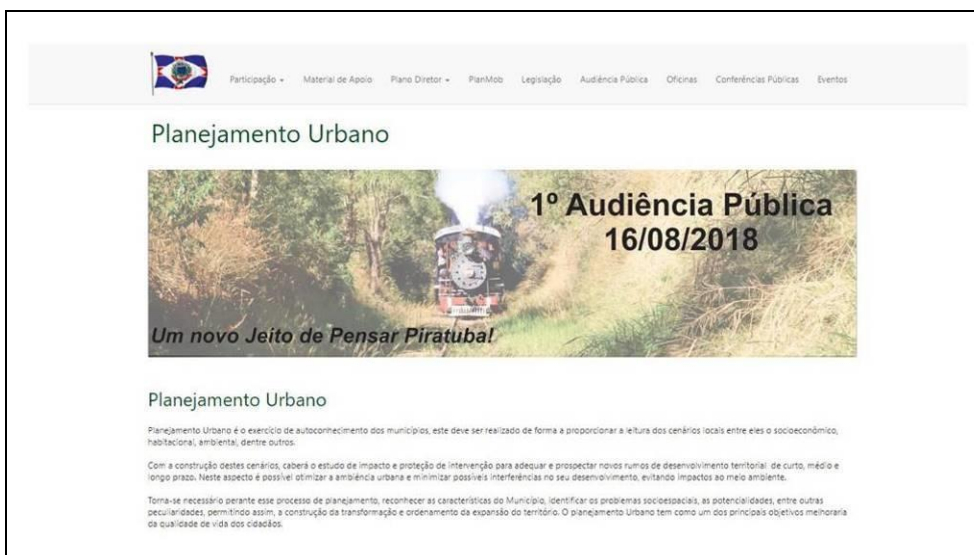 Participação
Material de Apoio
Plano Diretor
PlanMob
Legislação
Audiência Pública
Oficinas
Conferências Públicas
Eventos
Planejamento Urbano
1º Audiência Pública
16/08/2018
Um novo Jeito de Pensar Piratuba!
Planejamento Urbano
Planejamento Urbano é o exercício de autoconhecimento dos municípios, este deve ser realizado de forma a proporcionar a leitura dos cenários locais entre eles o socioeconômico,
habitacional, ambiental, dentre outros.
Com a construção destes cenários, caberá o estudo de impacto e proteção de intervenção para adequar e prospectar novos rumos de desenvolvimento territorial de curto, médio e
longo prazo. Neste aspecto é possível otimizar a ambiência urbana e minimizar possíveis interferências no seu desenvolvimento, evitando impactos ao meio ambiente.
Torna-se necessário perante esse processo de planejamento, reconhecer as características do Município, identificar os problemas socioespaciais, as potencialidades, entre outras
peculiaridades, permitindo assim, a construção da transformação e ordenamento da expansão do território. O planejamento Urbano tem como um dos principais objetivos melhoraria
da qualidade de vida dos cidadãos.